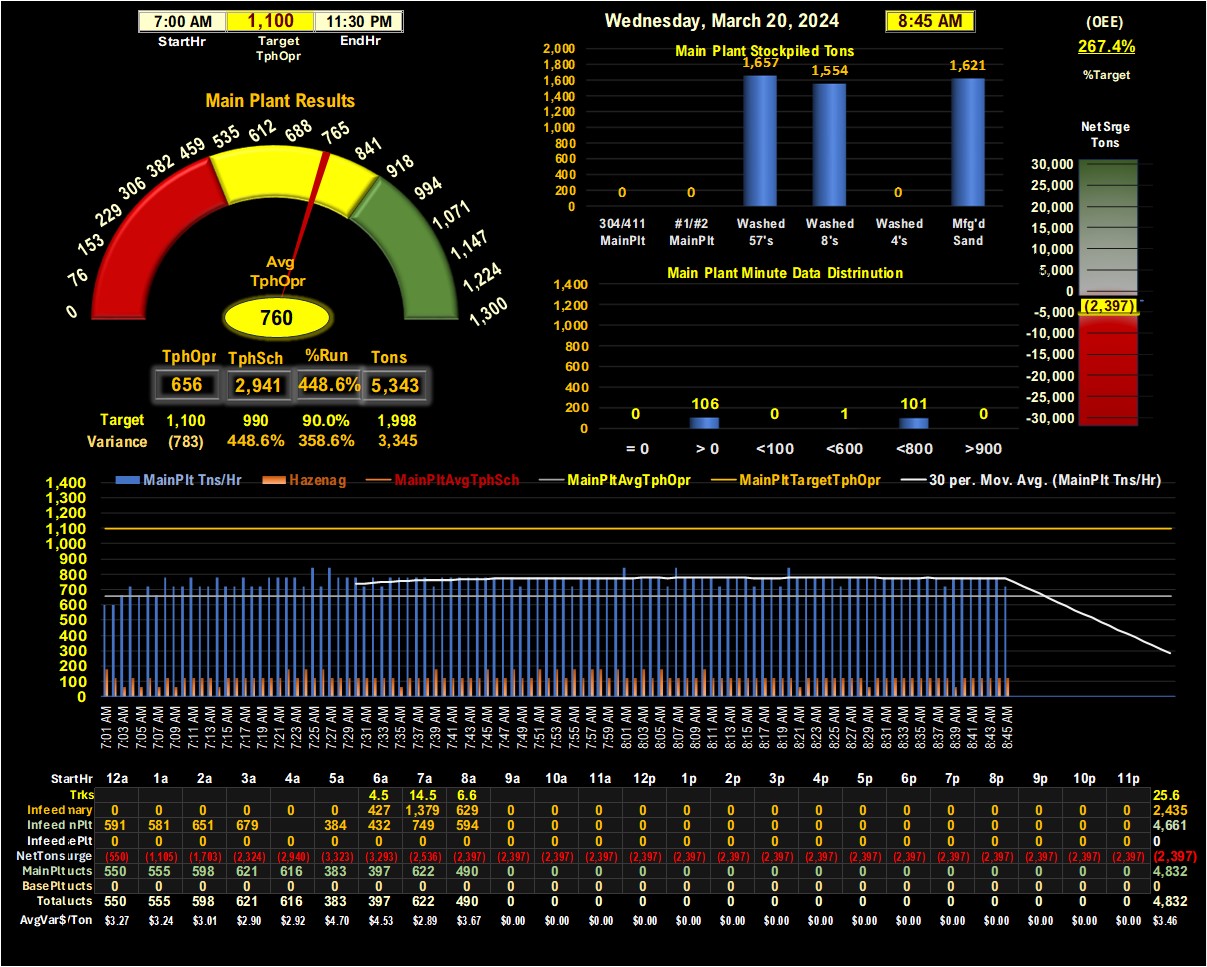 7:00 AM 1,100 11:30 PM
StartHr Target TphOpr EndHr
Wednesday, March 20, 2024 8:45 AM
(OEE)
267.4%
%Target
Main Plant Results
0 76 153 229 306 382 459 535 612 688 765 841 918 994 1,071 1,147 1,224 1,300
Avg
TphOpr
760
TphOpr TphSch %Run Tons
656 2,941 448.6% 5,343
Target 1,100 990 90.0% 1,998
Variance (783) 448.6% 358.6% 3,345
Main Plant Stockpiled Tons
2,000
1,800
1,600
1,400
1,200
1,000
800
600
400
200
0
0 0 1,657 1,554 0 1,621
304/411 #1/#2 Washed Washed Washed Mfg'd
MainPlt MainPlt 57's 8's 4's Sand
Main Plant Minute Data Distrinution
1,400
1,200
1,000
800
600
400
200
0
0 106 0 1 101 0
= 0 > 0 <100 <600 <800 >900
Net Srge
Tons
30,000
25,000
20,000
15,000
10,000
5,000
0
(2,397)
-5,000
-10,000
-15,000
-20,000
-25,000
-30,000
MainPlt Tns/Hr Hazenag MainPltAvgTphSch MainPltAvgTphOpr MainPltTargetTphOpr 30 per. Mov. Avg. (MainPlt Tns/Hr)
1,400
1,300
1,200
1,100
1,000
900
800
700
600
500
400
300
200
100
0
7:01 AM 7:03 AM 7:05 AM 7:07 AM 7:09 AM 7:11 AM 7:13 AM 7:15 AM 7:17 AM 7:19 AM 7:21 AM 7:23 AM 7:25 AM 7:27 AM 7:29 AM 7:31 AM 7:33 AM 7:35 AM 7:37 AM 7:39 AM 7:41 AM 7:43 AM 7:45 AM 7:47 AM 7:49 AM 7:51 AM 7:53 AM 7:55 AM 7:57 AM 7:59 AM 8:01 AM 8:03 AM 8:05 AM 8:07 AM 8:09 AM 8:11 AM 8:13 AM 8:15 AM 8:17 AM 8:19 AM 8:21 AM 8:23 AM 8:25 AM 8:27 AM 8:29 AM 8:31 AM 8:33 AM 8:35 AM 8:37 AM 8:39 AM 8:41 AM 8:43 AM 8:45 AM
StartHr 12a 1a 2a 3a 4a 5a 6a 7a 8a 9a 10a 11a 12p 1p 2p 3p 4p 5p 6p 7p 8p 9p 10p 11p
Trks 4.5 14.5 6.6 25.6
Infeed nary 0 0 0 0 0 0 427 1,379 629 0 0 0 0 0 0 0 0 0 0 0 0 0 0 0 2,435
Infeed nPlt 591 581 651 679 384 432 749 594 0 0 0 0 0 0 0 0 0 0 0 0 0 0 0 4,661
Infeed ePlt 0 0 0 0 0 0 0 0 0 0 0 0 0 0 0 0 0 0 0 0 0 0 0 0
NetTons urge (550) (1,105) (1,703) (2,324) (2,940) (3,323) (3,293) (2,536) (2,397) (2,397) (2,397) (2,397) (2,397) (2,397) (2,397) (2,397) (2,397) (2,397) (2,397) (2,397) (2,397) (2,397) (2,397) (2,397) (2,397)
MainPlt ucts 550 555 598 621 616 383 397 622 490 0 0 0 0 0 0 0 0 0 0 0 0 0 0 0 4,832
BasePlt ucts 0 0 0 0 0 0 0 0 0 0 0 0 0 0 0 0 0 0 0 0 0 0 0 0 0
Total ucts 550 555 598 621 616 383 397 622 490 0 0 0 0 0 0 0 0 0 0 0 0 0 0 0 4,832
AvgVar$/Ton $3.27 $3.24 $3.01 $2.90 $2.92 $4.70 $4.53 $2.89 $3.67 $0.00 $0.00 $0.00 $0.00 $0.00 $0.00 $0.00 $0.00 $0.00 $0.00 $0.00 $0.00 $0.00 $0.00 $0.00 $3.46